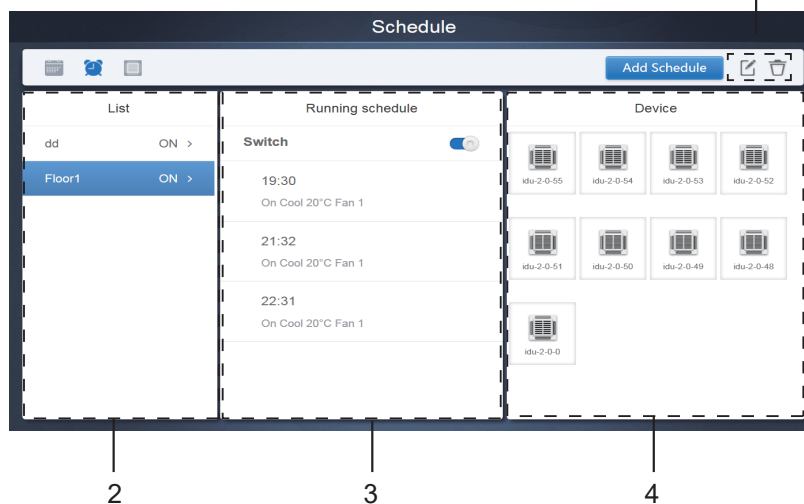 Schedule
Add Schedule
List
Running schedule
Device
dd ON >
Floor1 ON >
Switch
19:30
On Cool 20°C Fan 1
21:32
On Cool 20°C Fan 1
22:31
On Cool 20°C Fan 1
idu-2-0-55 idu-2-0-54 idu-2-0-53 idu-2-0-52
idu-2-0-51 idu-2-0-50 idu-2-0-49 idu-2-0-48
idu-2-0-0
2 3 4